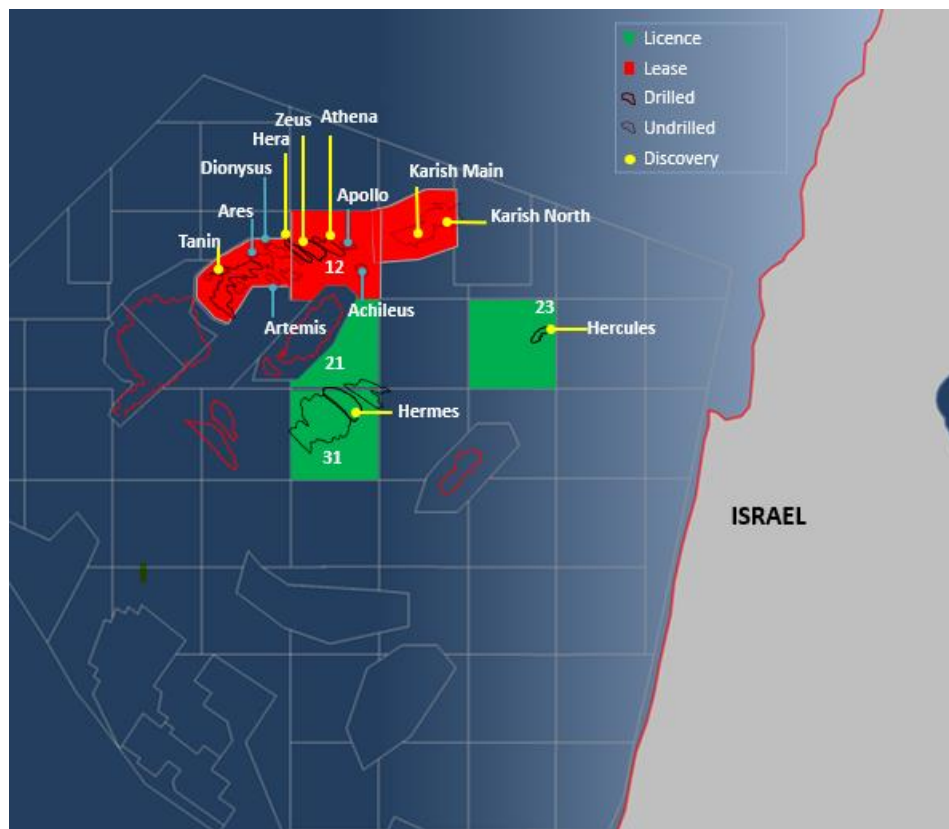 Licence
Lease
Drilled
Undrilled
Discovery
Athena
Zeus
Hera
Dionysus
Apollo
Karish Main
Ares
Karish North
Tanin
12
Achileus
23
Artemis
Hercules
21
Hermes
31
ISRAEL